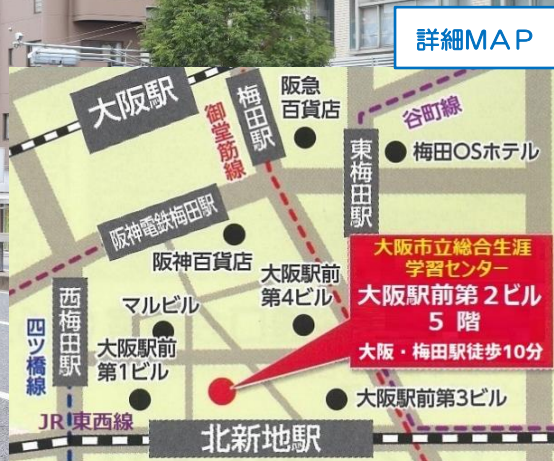 詳細MAP
大阪駅
梅田駅
御堂筋線
阪急
百貨店
谷町線
東梅田駅
梅田OSホテル
阪神電鉄梅田駅
阪神百貨店
大阪市立総合生涯
学習センター
大阪駅前第2ビル
5 階
大阪・梅田駅徒歩10分
大阪駅前
第4ビル
西梅田駅
四ツ橋線
マルビル
大阪駅前
第1ビル
大阪駅前第3ビル
JR 東西線
北新地駅